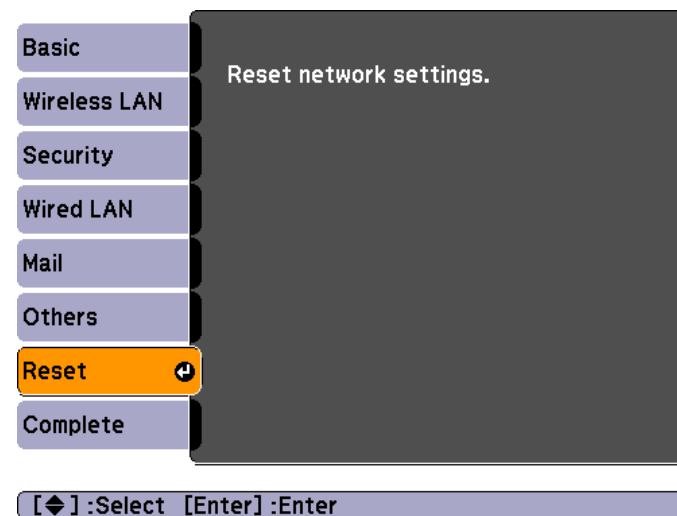 Basic
Reset network settings.
Wireless LAN
Security
Wired LAN
Mail
Others
Reset
Complete
[◆] :Select [Enter] :Enter